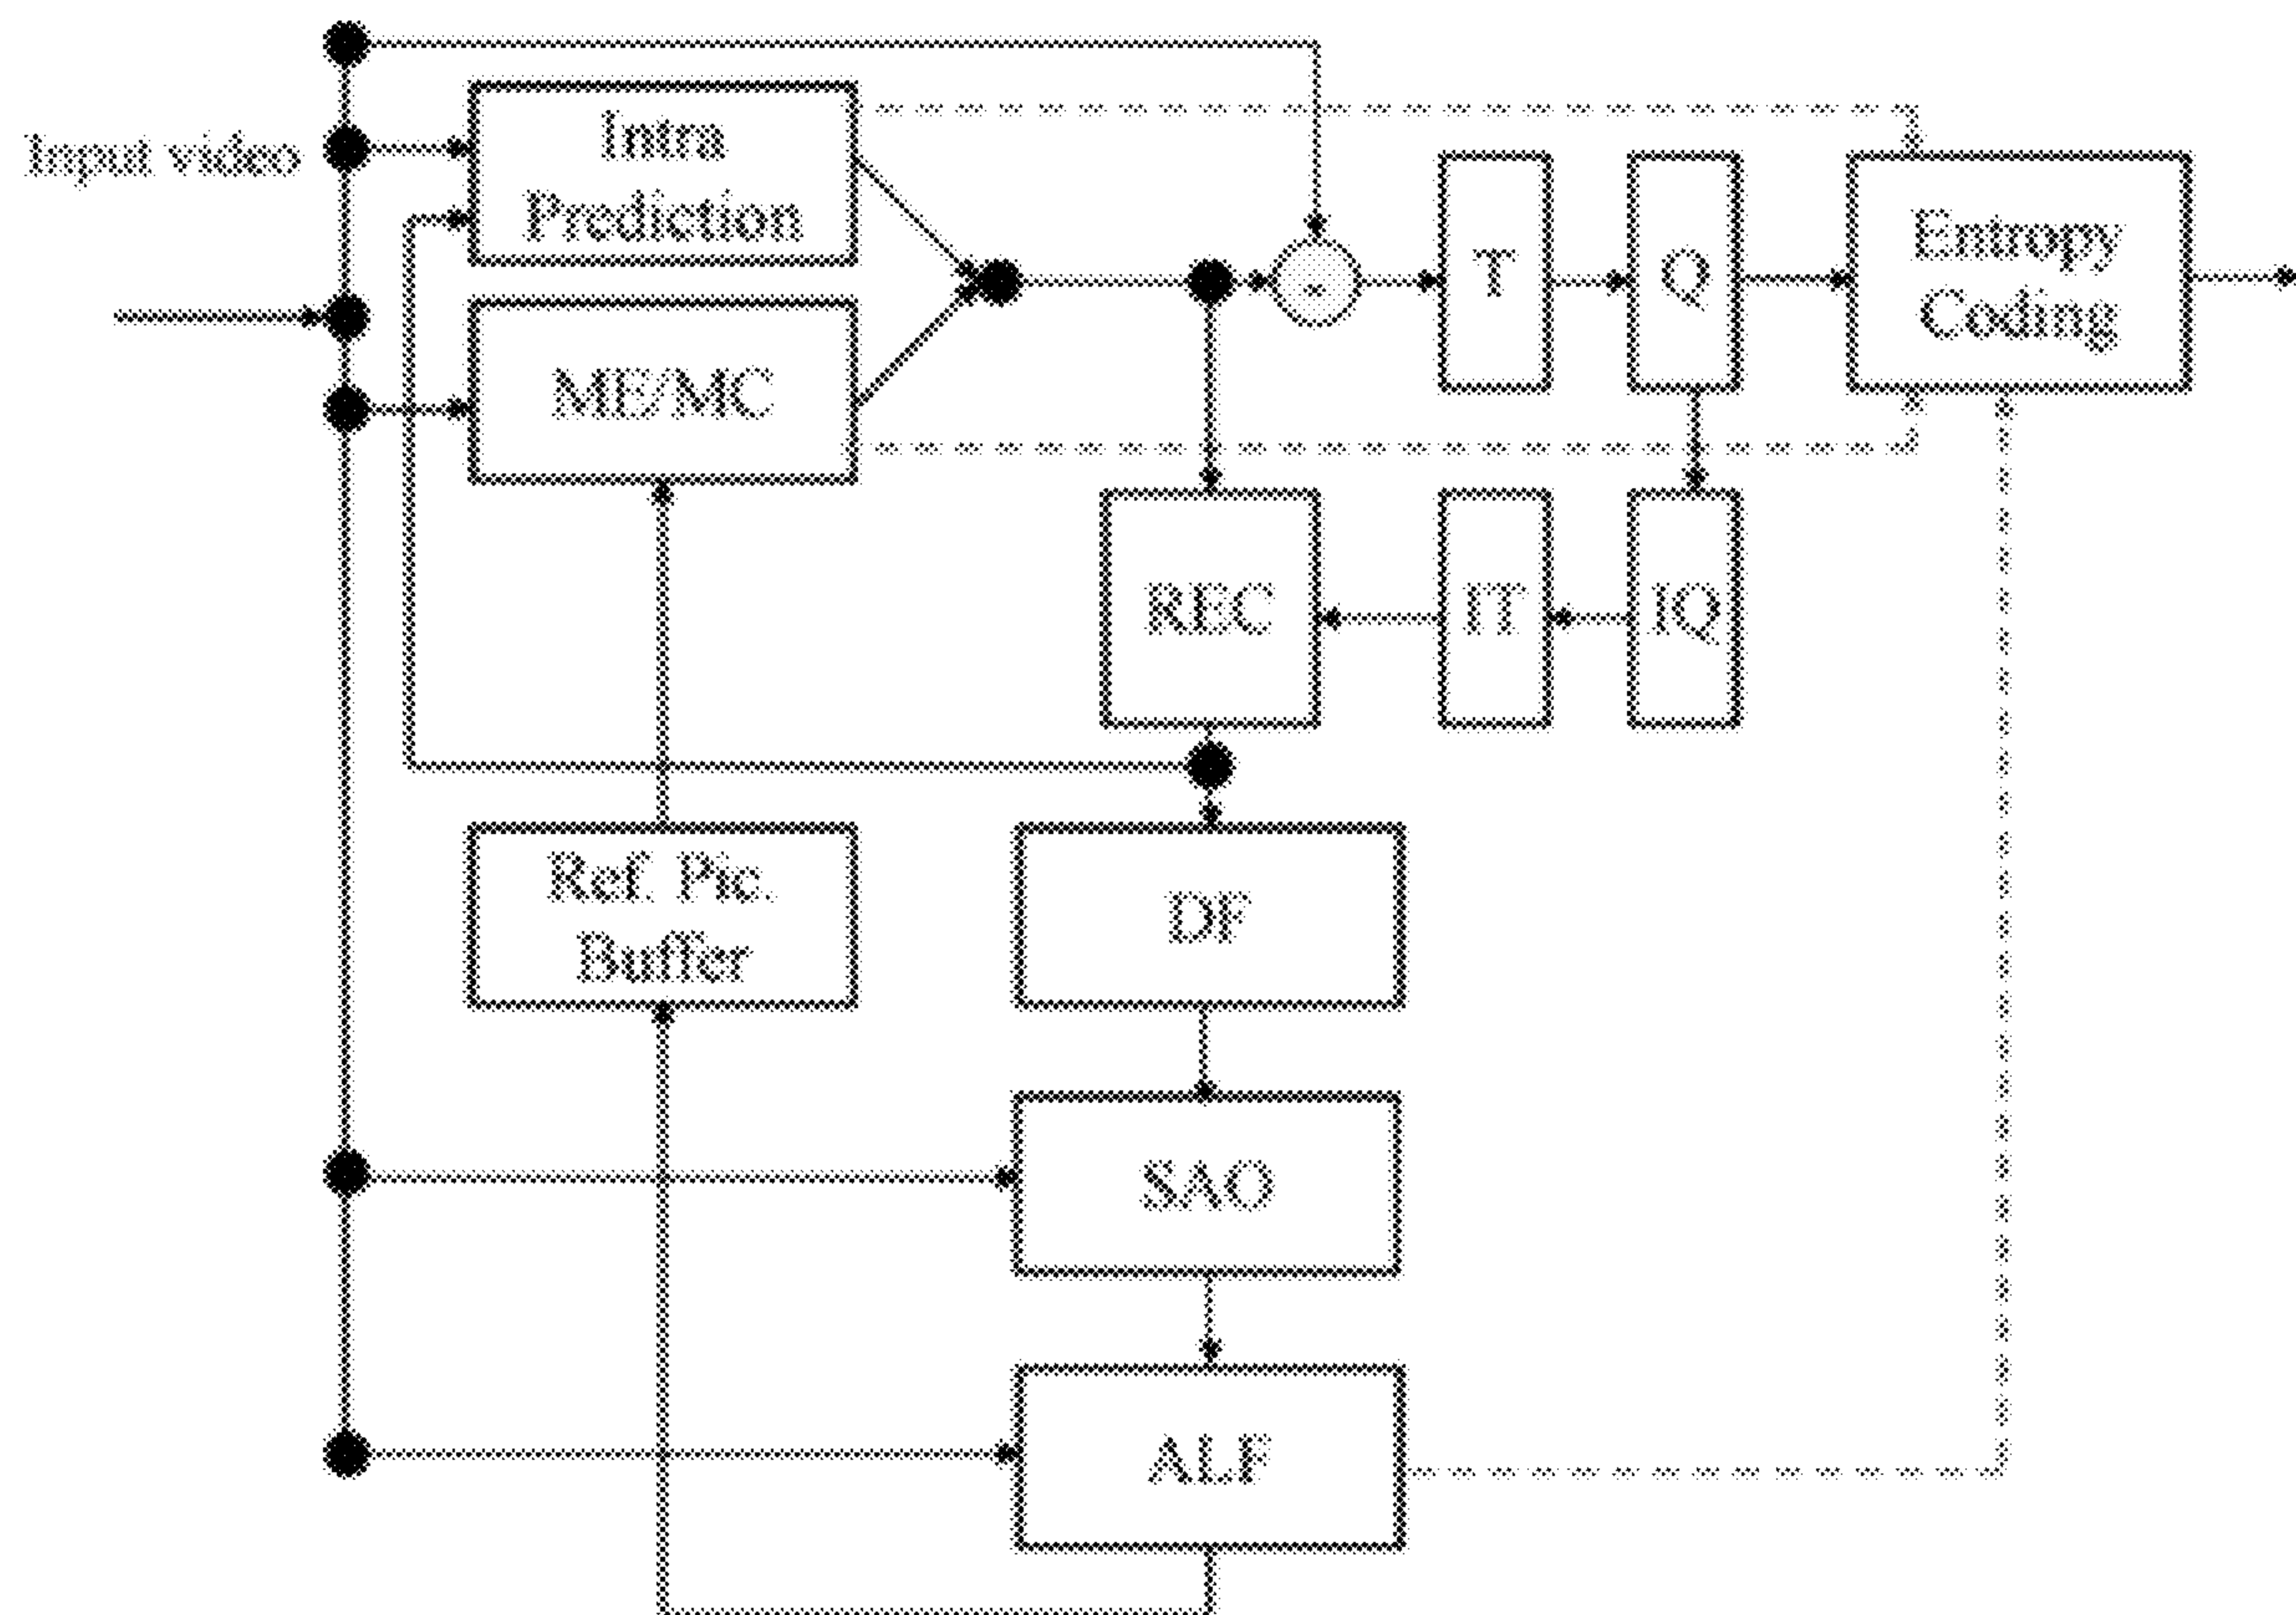 Input video
Intra
Prediction
ME/MC
-
T
Q
Entropy
Coding
REC
IT
IQ
Ref. Pic.
Buffer
DF
SAO
ALF